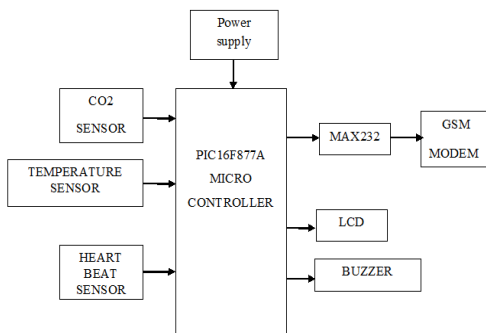 Power
supply
CO2
SENSOR
TEMPERATURE
SENSOR
HEART
BEAT
SENSOR
PIC16F877A
MICRO
CONTROLLER
MAX232
GSM
MODEM
LCD
BUZZER